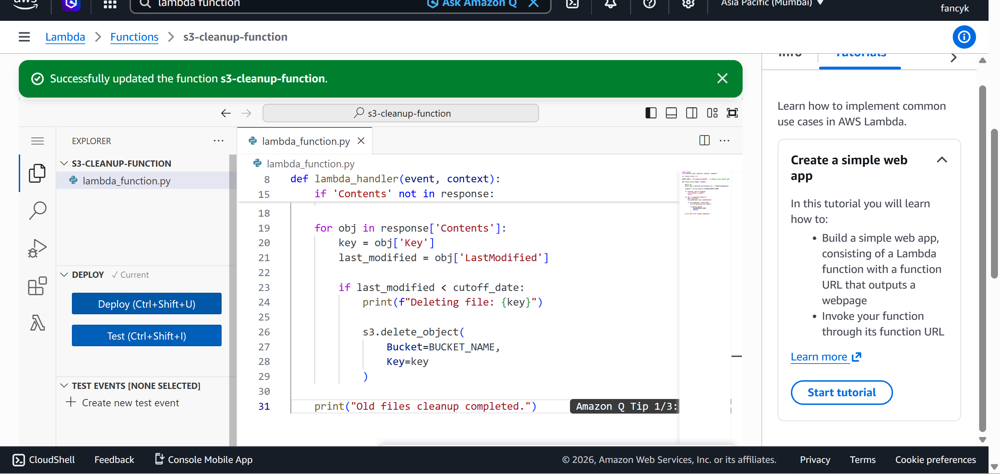 aws
lambda function
Ask Amazon Q
Asia Pacific (Mumbai)
fancyk
Lambda
Functions
s3-cleanup-function
Info
Tutorials
Successfully updated the function s3-cleanup-function.
s3-cleanup-function
EXPLORER
S3-CLEANUP-FUNCTION
lambda_function.py
DEPLOY
Current
Deploy (Ctrl+Shift+U)
Test (Ctrl+Shift+I)
TEST EVENTS [NONE SELECTED]
Create new test event
lambda_function.py
lambda_function.py
8 def lambda_handler(event, context):
15 if 'Contents' not in response:
18
19 for obj in response['Contents']:
20 key = obj['Key']
21 last_modified = obj['LastModified']
22
23 if last_modified < cutoff_date:
24 print(f"Deleting file: {key}")
25
26 s3.delete_object(
27 Bucket=BUCKET_NAME,
28 Key=key
29 )
30
31 print("Old files cleanup completed.")
Amazon Q Tip 1/3:
Learn how to implement common
use cases in AWS Lambda.
Create a simple web
app
In this tutorial you will learn
how to:
• Build a simple web app,
consisting of a Lambda
function with a function
URL that outputs a
webpage
• Invoke your function
through its function URL
Learn more
Start tutorial
CloudShell
Feedback
Console Mobile App
© 2026, Amazon Web Services, Inc. or its affiliates.
Privacy
Terms
Cookie preferences